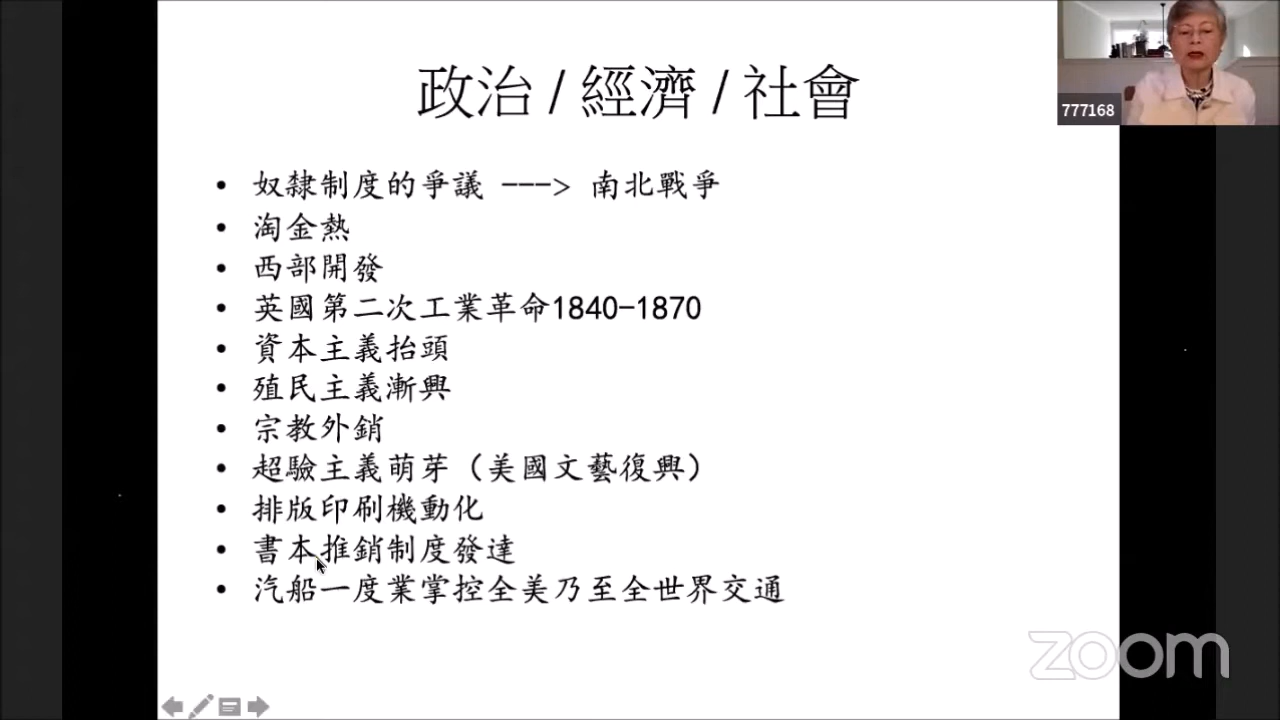 政治 / 經濟 / 社會
777168
• 奴隸制度的爭議 ---> 南北戰爭
• 淘金熱
• 西部開發
• 英國第二次工業革命1840-1870
• 資本主義抬頭
• 殖民主義漸興
• 宗教外銷
• 超驗主義萌芽（美國文藝復興）
• 排版印刷機動化
• 書本推銷制度發達
• 汽船一度業掌控全美乃至全世界交通
zoom